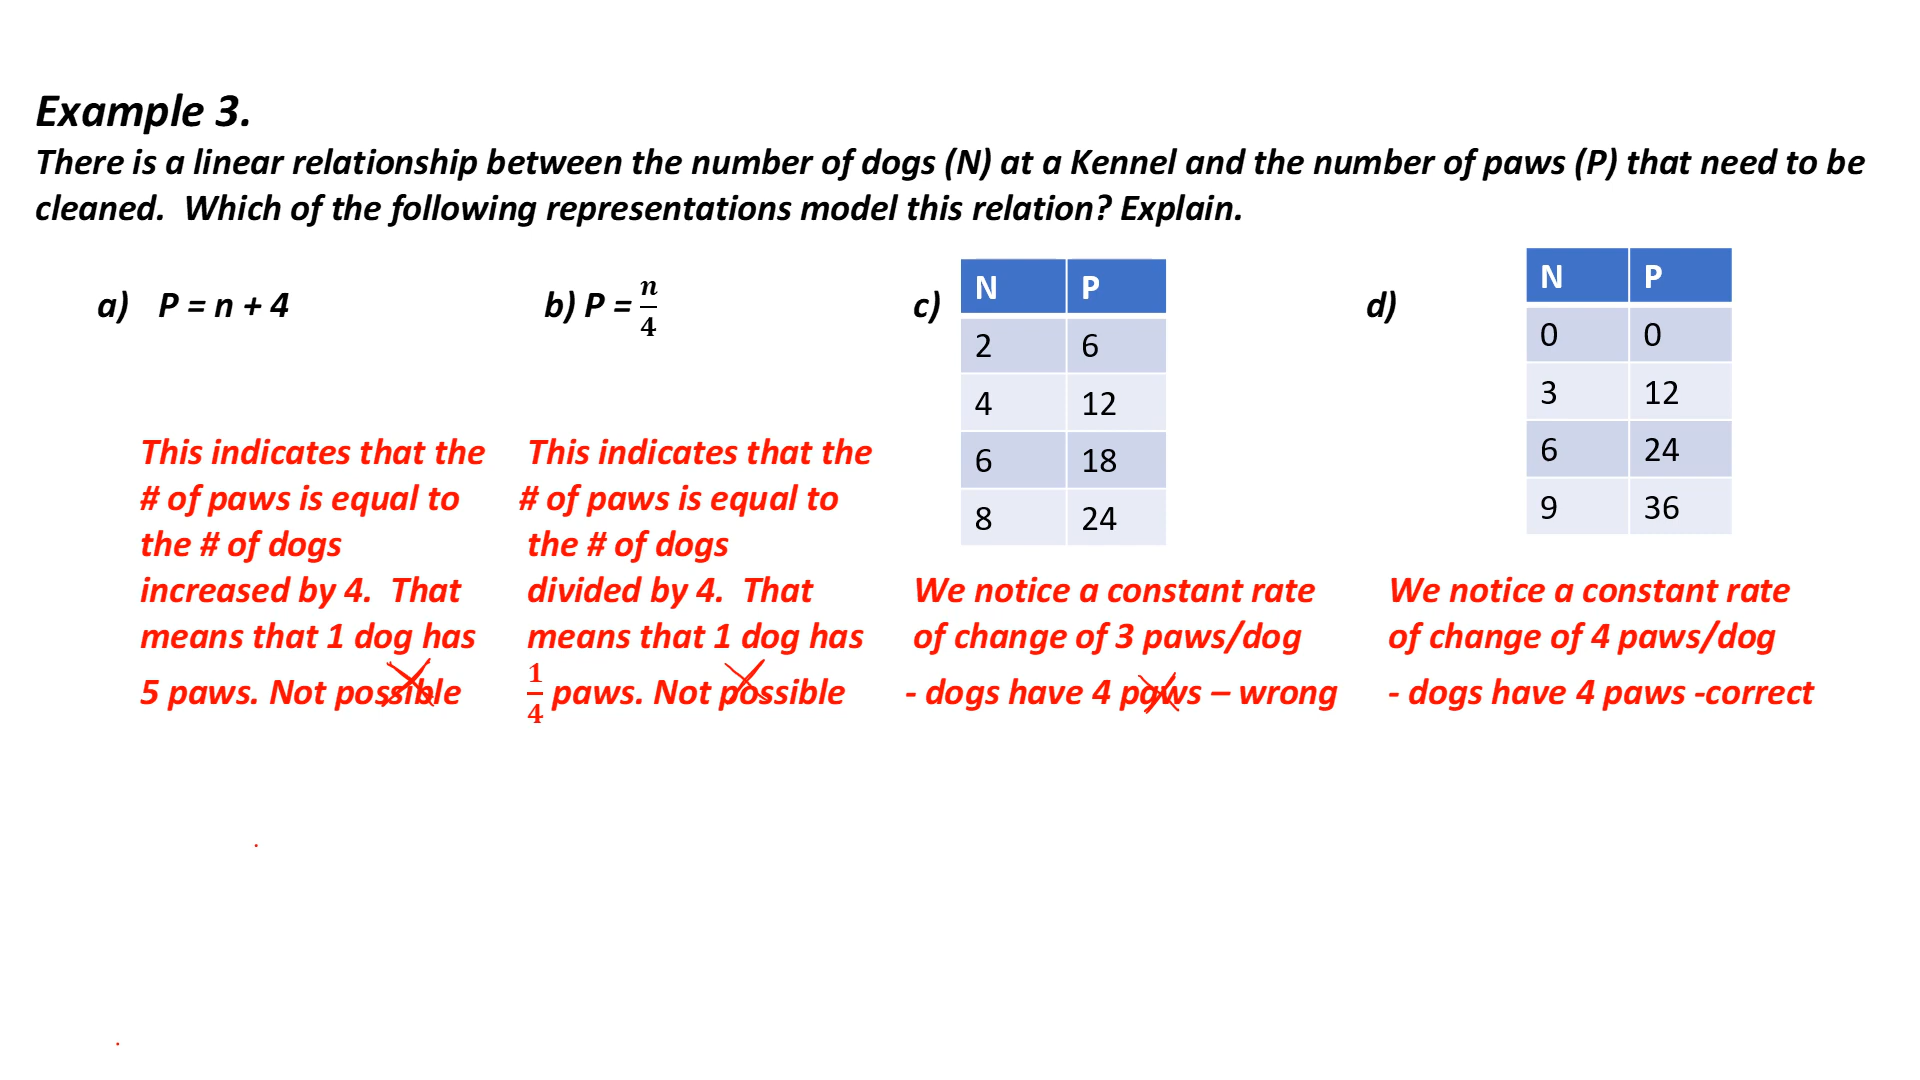 Example 3.
There is a linear relationship between the number of dogs (N) at a Kennel and the number of paws (P) that need to be
cleaned. Which of the following representations model this relation? Explain.
a) P = n + 4
b) P = n/4
c)
N P
2 6
4 12
6 18
8 24
d)
N P
0 0
3 12
6 24
9 36
This indicates that the
# of paws is equal to
the # of dogs
increased by 4. That
means that 1 dog has
5 paws. Not possible
This indicates that the
# of paws is equal to
the # of dogs
divided by 4. That
means that 1 dog has
1/4 paws. Not possible
We notice a constant rate
of change of 3 paws/dog
- dogs have 4 paws – wrong
We notice a constant rate
of change of 4 paws/dog
- dogs have 4 paws -correct